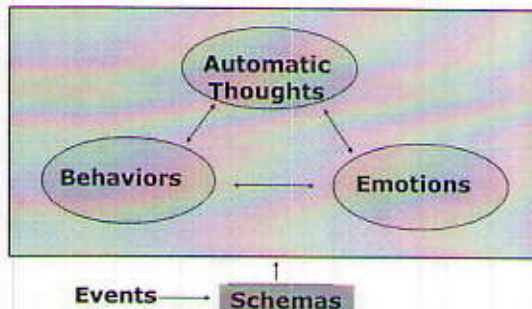 Automatic
Thoughts
Behaviors
Emotions
Events
Schemas